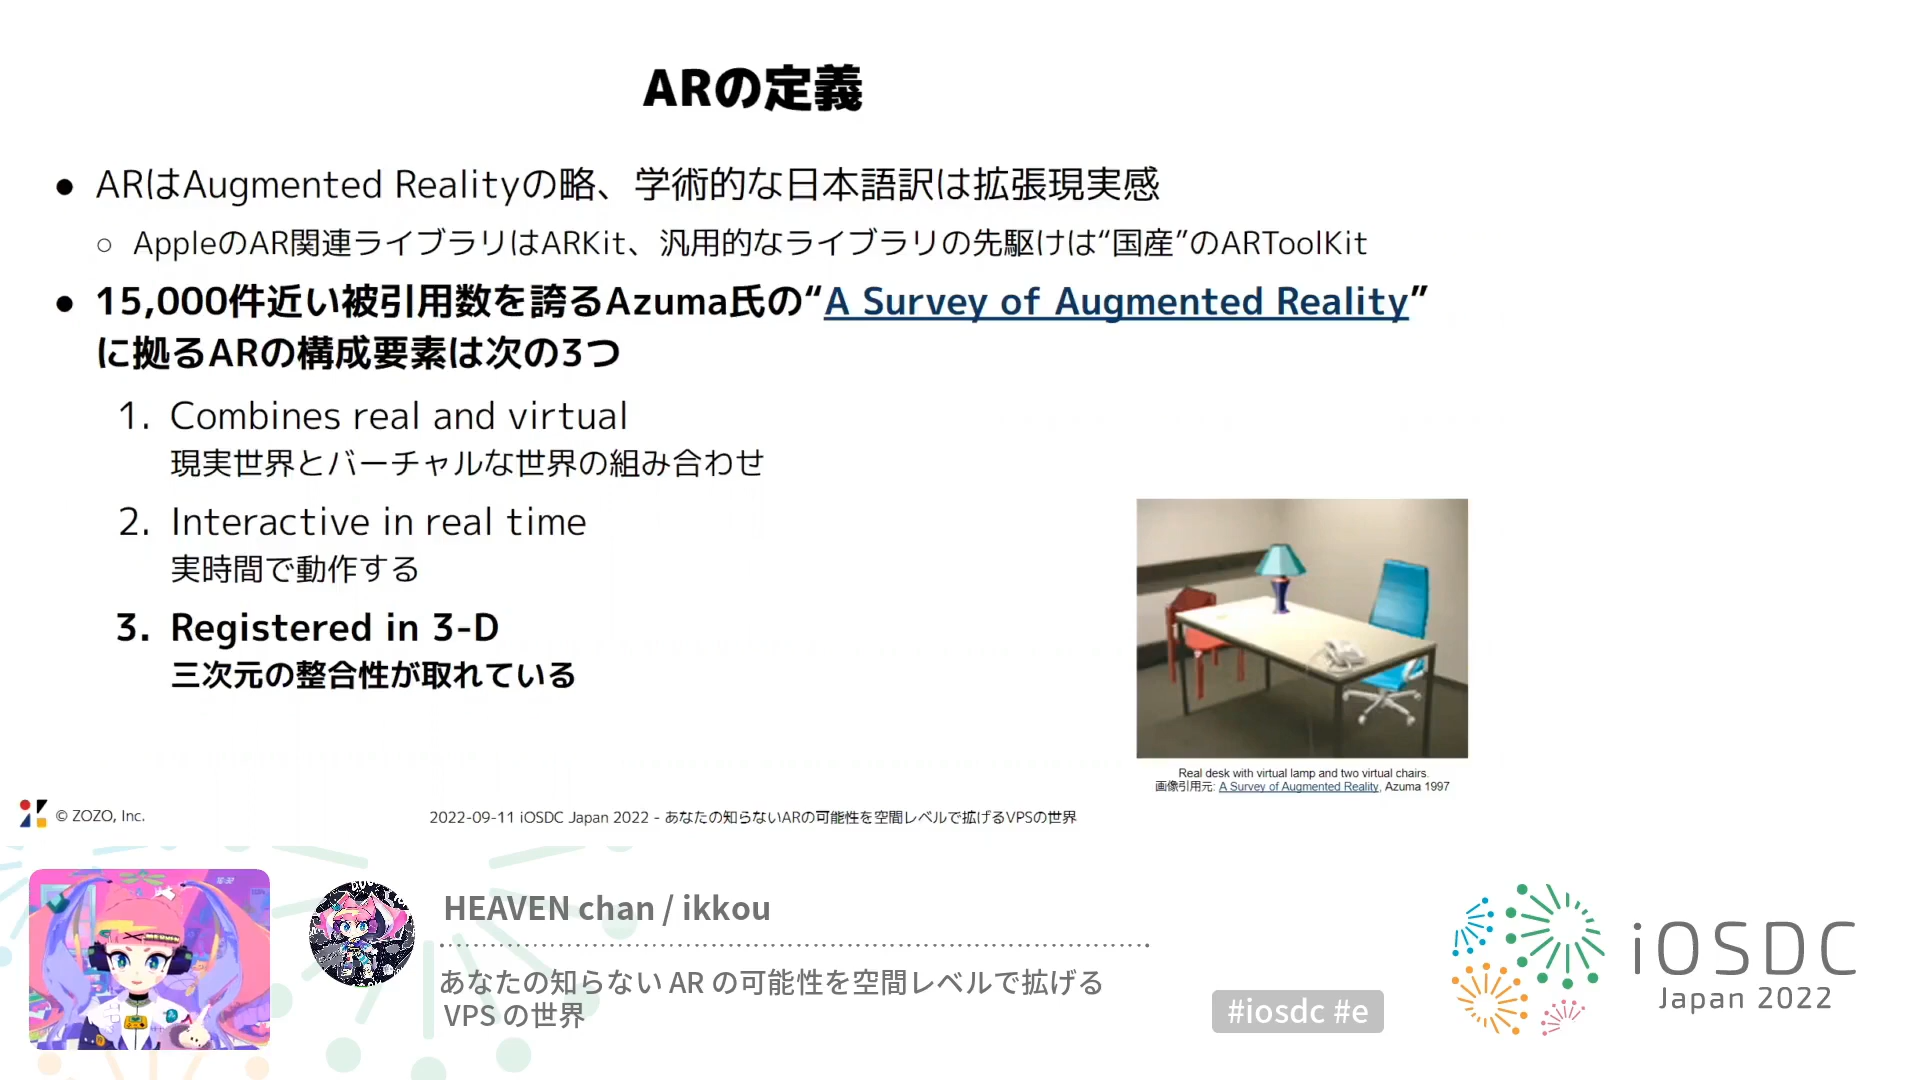 ARの定義
● ARはAugmented Realityの略、学術的な日本語訳は拡張現実感
○ AppleのAR関連ライブラリはARKit、汎用的なライブラリの先駆けは“国産”のARToolKit
● 15,000件近い被引用数を誇るAzuma氏の“A Survey of Augmented Reality”
に拠るARの構成要素は次の3つ
1. Combines real and virtual
現実世界とバーチャルな世界の組み合わせ
2. Interactive in real time
実時間で動作する
3. Registered in 3-D
三次元の整合性が取れている
Real desk with virtual lamp and two virtual chairs.
画像引用元: A Survey of Augmented Reality, Azuma 1997
© ZOZO, Inc.
2022-09-11 iOSDC Japan 2022 - あなたの知らないARの可能性を空間レベルで拡げるVPSの世界
HEAVEN chan / ikkou
あなたの知らない AR の可能性を空間レベルで拡げる
VPS の世界
#iosdc #e
iOSDC
Japan 2022